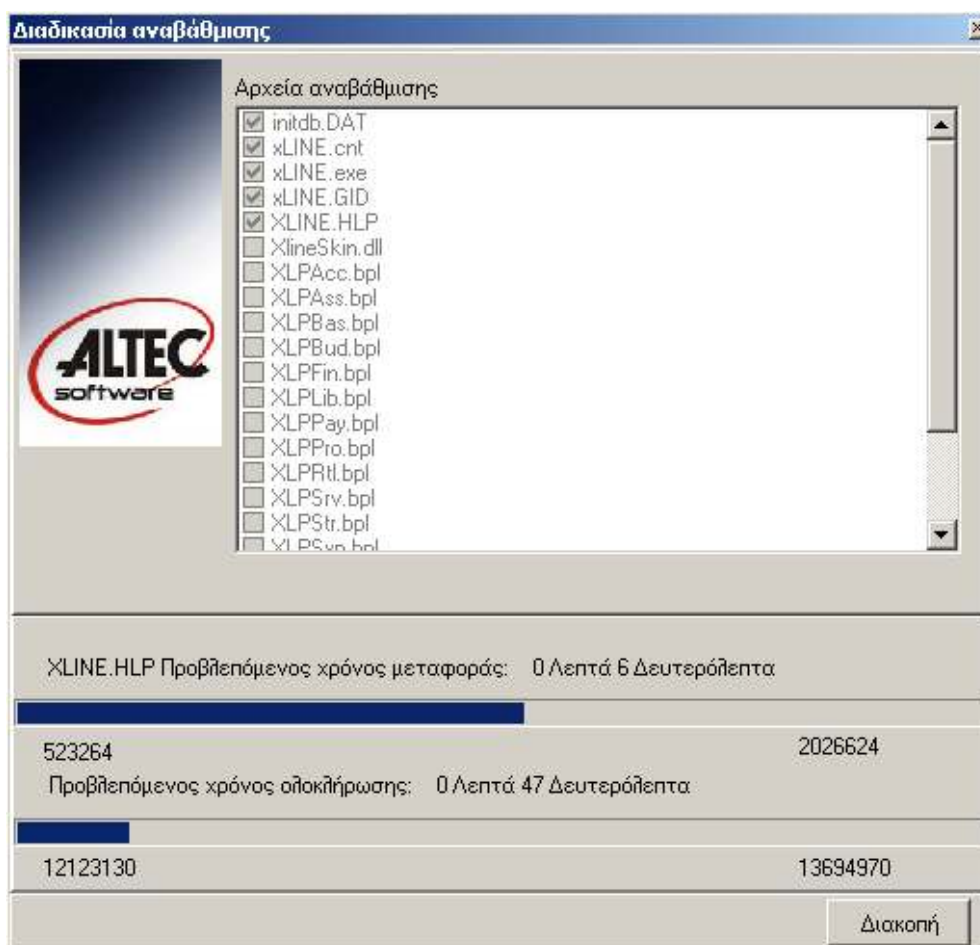 Διαδικασία αναβάθμισης
Αρχεία αναβάθμισης
initdb.DAT
xLINE.cnt
xLINE.exe
xLINE.GID
XLINE.HLP
XlineSkin.dll
XLPAcc.bpl
XLPAss.bpl
XLPBas.bpl
XLPBud.bpl
XLPFin.bpl
XLPLib.bpl
XLPPay.bpl
XLPPro.bpl
XLPRtl.bpl
XLPSrv.bpl
XLPStr.bpl
ALTEC
software
XLINE.HLP Προβλεπόμενος χρόνος μεταφοράς: 0 Λεπτά 6 Δευτερόλεπτα
523264 2026624
Προβλεπόμενος χρόνος ολοκλήρωσης: 0 Λεπτά 47 Δευτερόλεπτα
12123130 13694970
Διακοπή